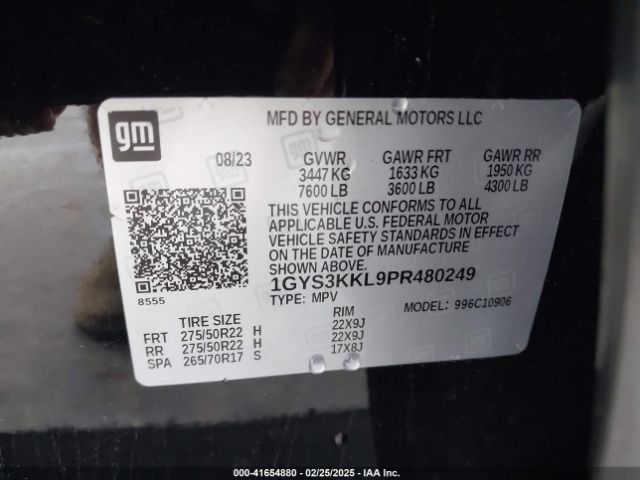 gm
MFD BY GENERAL MOTORS LLC
08/23 GVWR GAWR FRT GAWR RR
3447 KG 1633 KG 1950 KG
7600 LB 3600 LB 4300 LB
THIS VEHICLE CONFORMS TO ALL
APPLICABLE U.S. FEDERAL MOTOR
VEHICLE SAFETY STANDARDS IN EFFECT
ON THE DATE OF MANUFACTURE
SHOWN ABOVE.
1GYS3KKL9PR480249
8555
TYPE: MPV MODEL: 996C10906
TIRE SIZE RIM
FRT 275/50R22 H 22X9J
RR 275/50R22 H 22X9J
SPA 265/70R17 S 17X8J
000-41654880 / 02/25/2025 - IAA Inc.